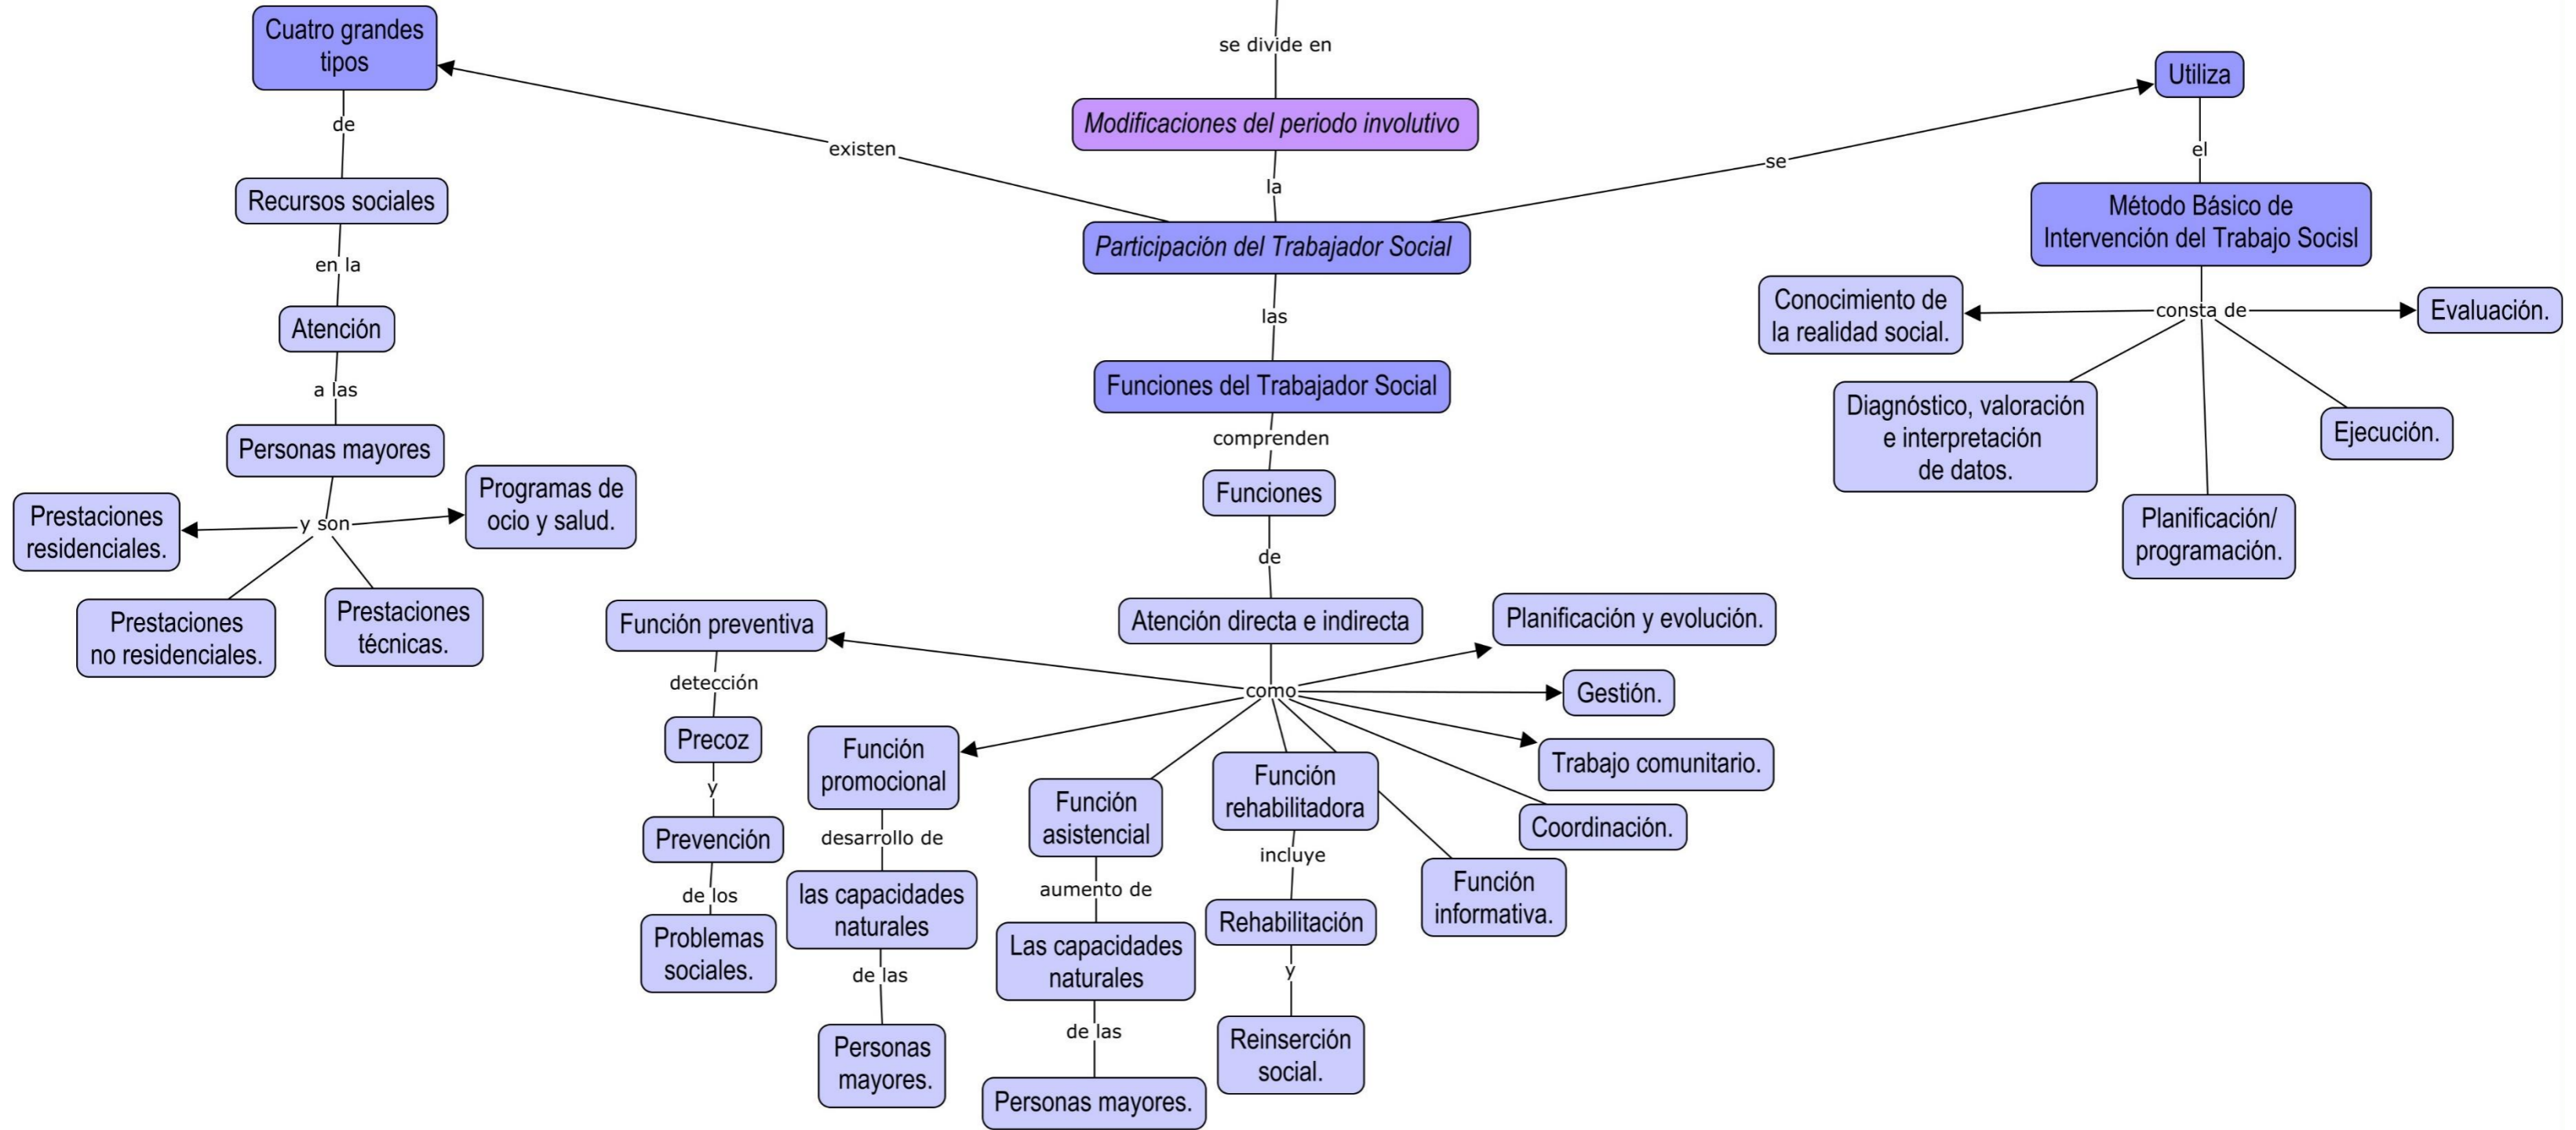 se divide en
Modificaciones del periodo involutivo
la
Participación del Trabajador Social
existen
Cuatro grandes
tipos
de
Recursos sociales
en la
Atención
a las
Personas mayores
y son
Prestaciones
residenciales.
Prestaciones
no residenciales.
Prestaciones
técnicas.
Programas de
ocio y salud.
se
Utiliza
el
Método Básico de
Intervención del Trabajo Socisl
consta de
Conocimiento de
la realidad social.
Diagnóstico, valoración
e interpretación
de datos.
Planificación/
programación.
Ejecución.
Evaluación.
las
Funciones del Trabajador Social
comprenden
Funciones
de
Atención directa e indirecta
como
Función preventiva
detección
Precoz
y
Prevención
de los
Problemas
sociales.
Función
promocional
desarrollo de
las capacidades
naturales
de las
Personas
mayores.
Función
asistencial
aumento de
Las capacidades
naturales
de las
Personas mayores.
Función
rehabilitadora
incluye
Rehabilitación
y
Reinserción
social.
Función
informativa.
Coordinación.
Trabajo comunitario.
Gestión.
Planificación y evolución.